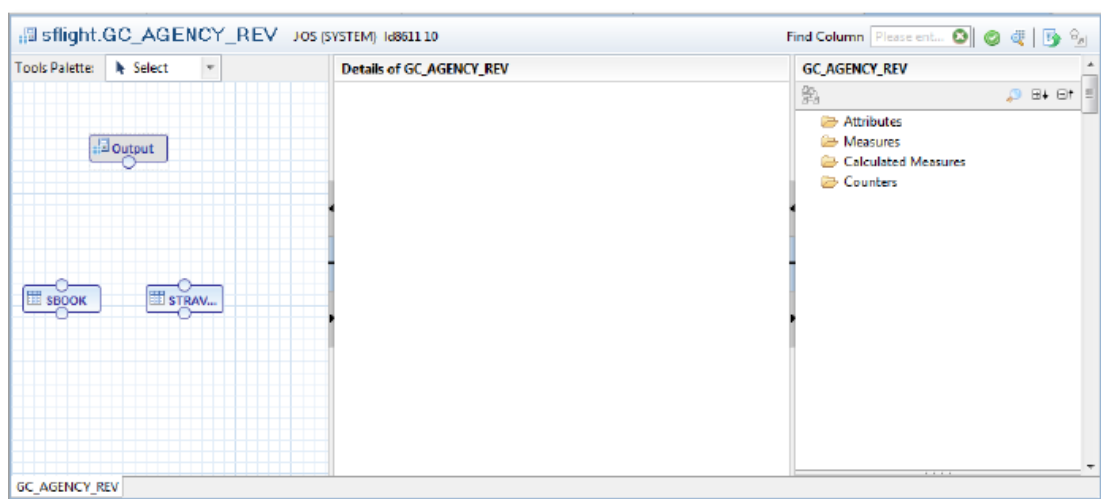 sflight.GC_AGENCY_REV JOS (SYSTEM) ld8611 10 Find Column Please ent...
Tools Palette: Select Details of GC_AGENCY_REV GC_AGENCY_REV
Attributes
Measures
Calculated Measures
Counters
Output
SBOOK STRAV...
GC_AGENCY_REV